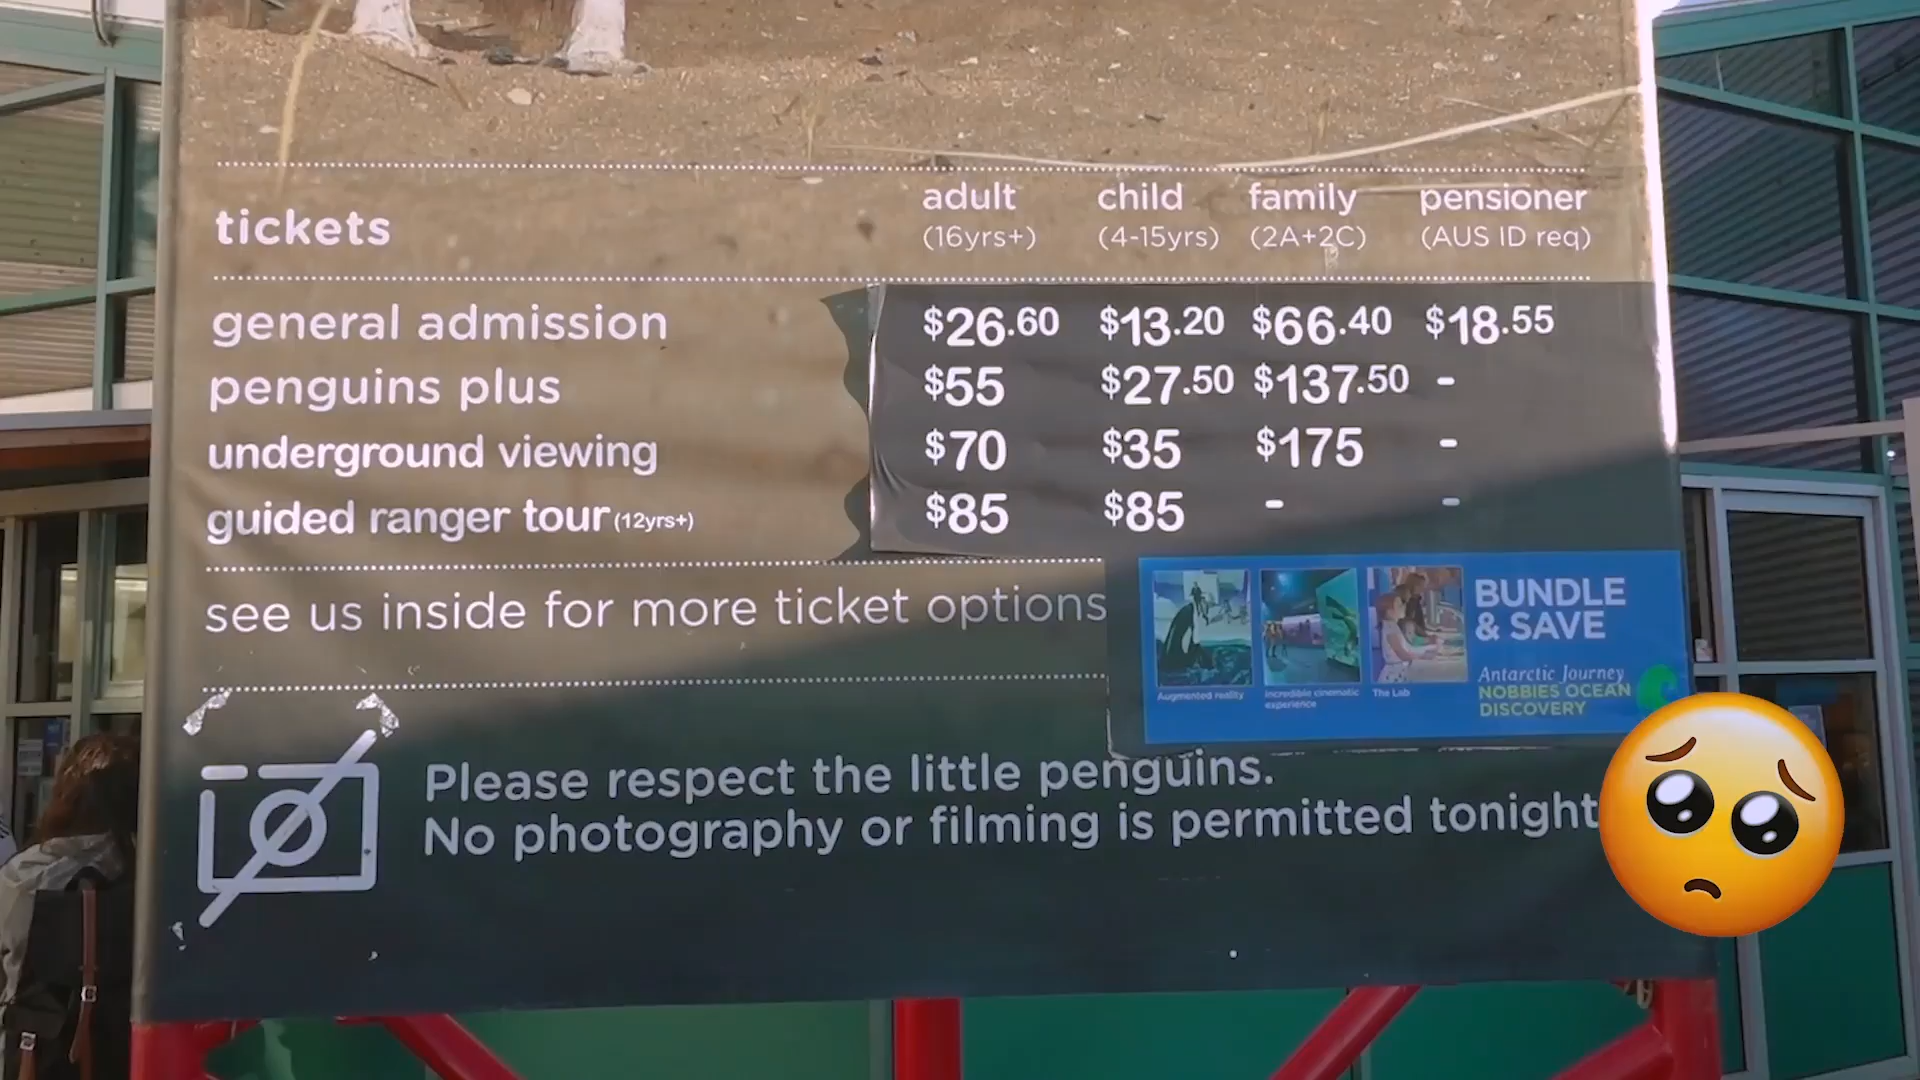 tickets adult child family pensioner
(16yrs+) (4-15yrs) (2A+2C) (AUS ID req)
general admission $26.60 $13.20 $66.40 $18.55
penguins plus $55 $27.50 $137.50 -
underground viewing $70 $35 $175 -
guided ranger tour (12yrs+) $85 $85 - -
see us inside for more ticket options
BUNDLE
& SAVE
Antarctic Journey
NOBBIES OCEAN
DISCOVERY
Augmented reality
Incredible cinematic
experience
The Lab
Please respect the little penguins.
No photography or filming is permitted tonight